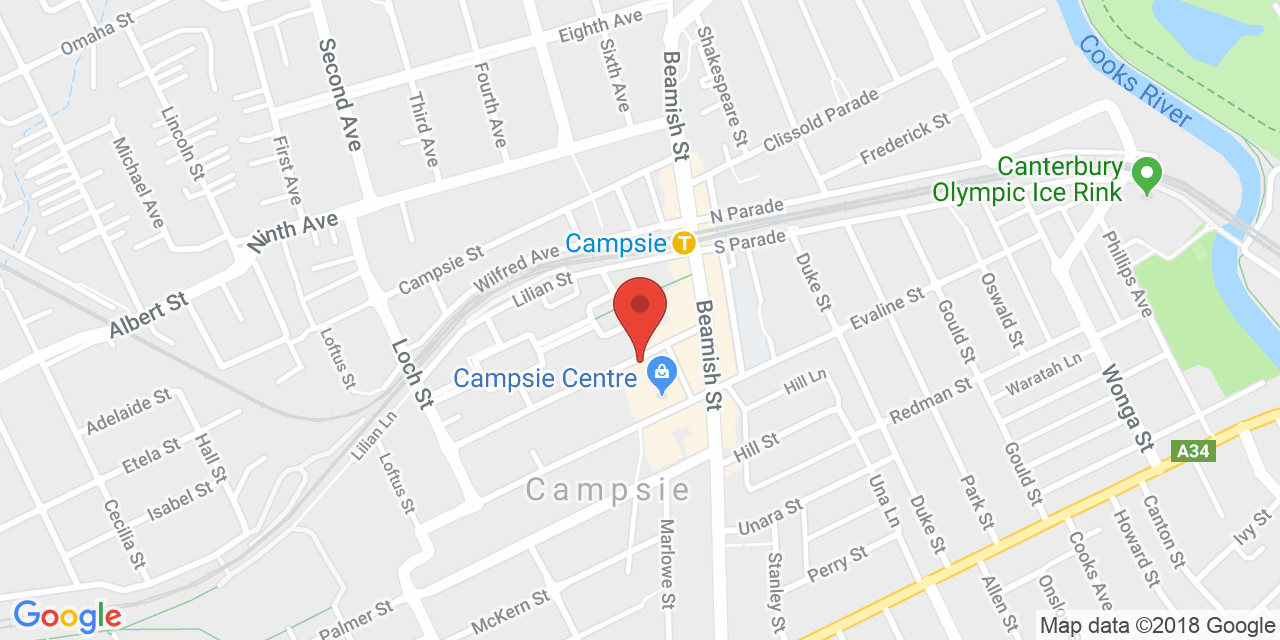 Omaha St
Eighth Ave
Second Ave
Sixth Ave
Beamish St
Shakespeare St
Cooks River
Fourth Ave
Third Ave
Clissold Parade
Lincoln St
Michael Ave
First Ave
Frederick St
Canterbury
Olympic Ice Rink
Ninth Ave
N Parade
Campsie
T
S Parade
Campsie St
Wilfred Ave
Lilian St
Duke St
Phillips Ave
Albert St
Evaline St
Oswald St
Gould St
Beamish St
Loftus St
Loch St
Campsie Centre
Hill Ln
Redman St
Waratah Ln
Wonga St
Adelaide St
Lilian Ln
Etela St
Hall St
Hill St
A34
Loftus St
Isabel St
Campsie
Gould St
Cecilia St
Una Ln
Park St
Unara St
Duke St
Canton St
Howard St
Ivy St
Marlowe St
Stanley St
Perry St
Cooks Ave
Allen St
Onslo
Palmer St
McKern St
Google
Map data ©2018 Google